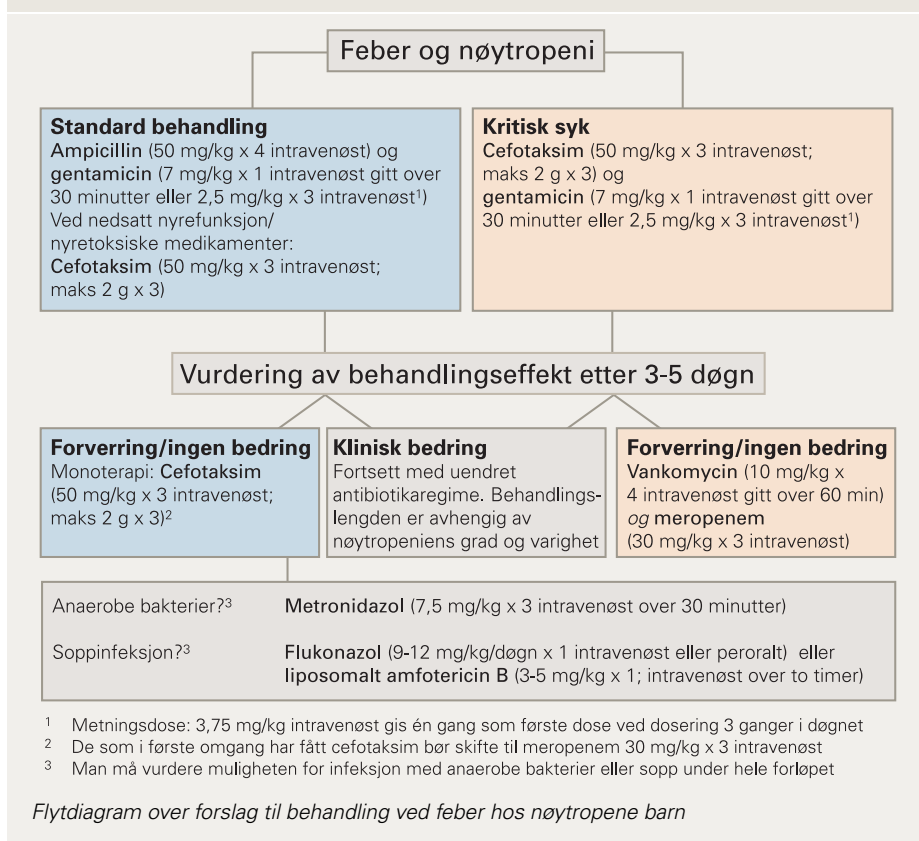 Feber og nøytropeni
Standard behandling
Ampicillin (50 mg/kg x 4 intravenøst) og
gentamicin (7 mg/kg x 1 intravenøst gitt over
30 minutter eller 2,5 mg/kg x 3 intravenøst¹)
Ved nedsatt nyrefunksjon/
nyretoksiske medikamenter:
Cefotaksim (50 mg/kg x 3 intravenøst;
maks 2 g x 3)
Kritisk syk
Cefotaksim (50 mg/kg x 3 intravenøst;
maks 2 g x 3) og
gentamicin (7 mg/kg x 1 intravenøst gitt over
30 minutter eller 2,5 mg/kg x 3 intravenøst¹)
Vurdering av behandlingseffekt etter 3-5 døgn
Forverring/ingen bedring
Monoterapi: Cefotaksim
(50 mg/kg x 3 intravenøst;
maks 2 g x 3)²
Klinisk bedring
Fortsett med uendret
antibiotikaregime. Behandlings-
lengden er avhengig av
nøytropeniens grad og varighet
Forverring/ingen bedring
Vankomycin (10 mg/kg x
4 intravenøst gitt over 60 min)
og meropenem
(30 mg/kg x 3 intravenøst)
Anaerobe bakterier?³ Metronidazol (7,5 mg/kg x 3 intravenøst over 30 minutter)
Soppinfeksjon?³ Flukonazol (9-12 mg/kg/døgn x 1 intravenøst eller peroralt) eller
liposomalt amfotericin B (3-5 mg/kg x 1; intravenøst over to timer)
¹ Metningsdose: 3,75 mg/kg intravenøst gis én gang som første dose ved dosering 3 ganger i døgnet
² De som i første omgang har fått cefotaksim bør skifte til meropenem 30 mg/kg x 3 intravenøst
³ Man må vurdere muligheten for infeksjon med anaerobe bakterier eller sopp under hele forløpet
Flytdiagram over forslag til behandling ved feber hos nøytropene barn